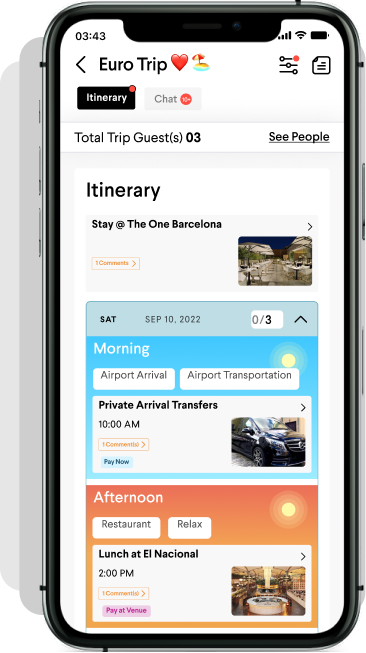 03:43
Euro Trip ❤️ 🏖️
Itinerary
Chat 10+
Total Trip Guest(s) 03
See People
Itinerary
Stay @ The One Barcelona
1 Comments >
SAT SEP 10, 2022 0/3
Morning
Airport Arrival Airport Transportation
Private Arrival Transfers
10:00 AM
1 Comment(s) >
Pay Now
Afternoon
Restaurant Relax
Lunch at El Nacional
2:00 PM
1 Comment(s) >
Pay at Venue